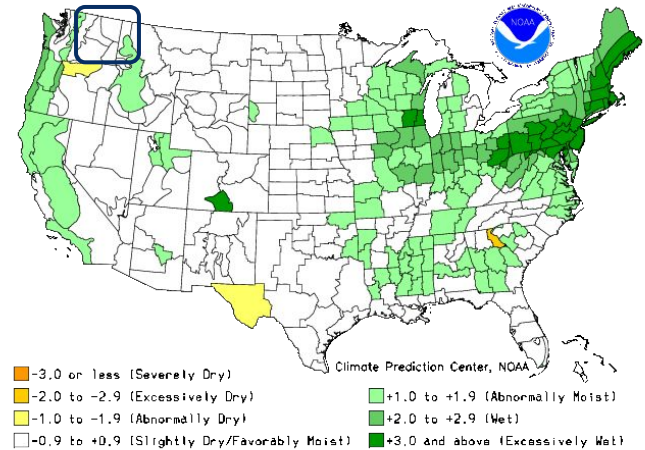 NOAA
Climate Prediction Center, NOAA
-3.0 or less (Severely Dry)
-2.0 to -2.9 (Excessively Dry)
-1.0 to -1.9 (Abnormally Dry)
-0.9 to +0.9 (Slightly Dry/Favorably Moist)
+1.0 to +1.9 (Abnormally Moist)
+2.0 to +2.9 (Wet)
+3.0 and above (Excessively Wet)